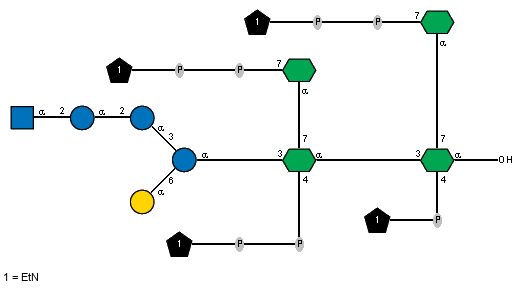 1 P P 7
α
1 P P 7
α
α 2 α 2 α
3
α 3 7 α 3 7 α OH
6 α
4 4
1 P
1 P P
1 = EtN